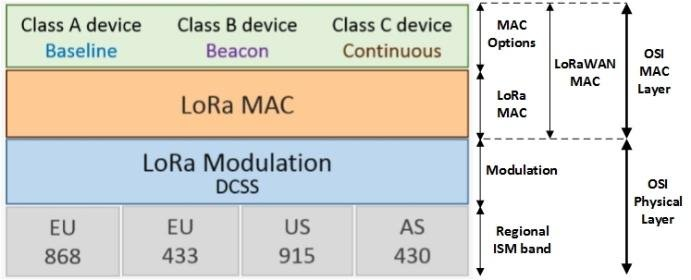 Class A device
Baseline
Class B device
Beacon
Class C device
Continuous
LoRa MAC
LoRa Modulation
DCSS
EU
868
EU
433
US
915
AS
430
MAC
Options
LoRa
MAC
LoRaWAN
MAC
OSI
MAC
Layer
Modulation
Regional
ISM band
OSI
Physical
Layer